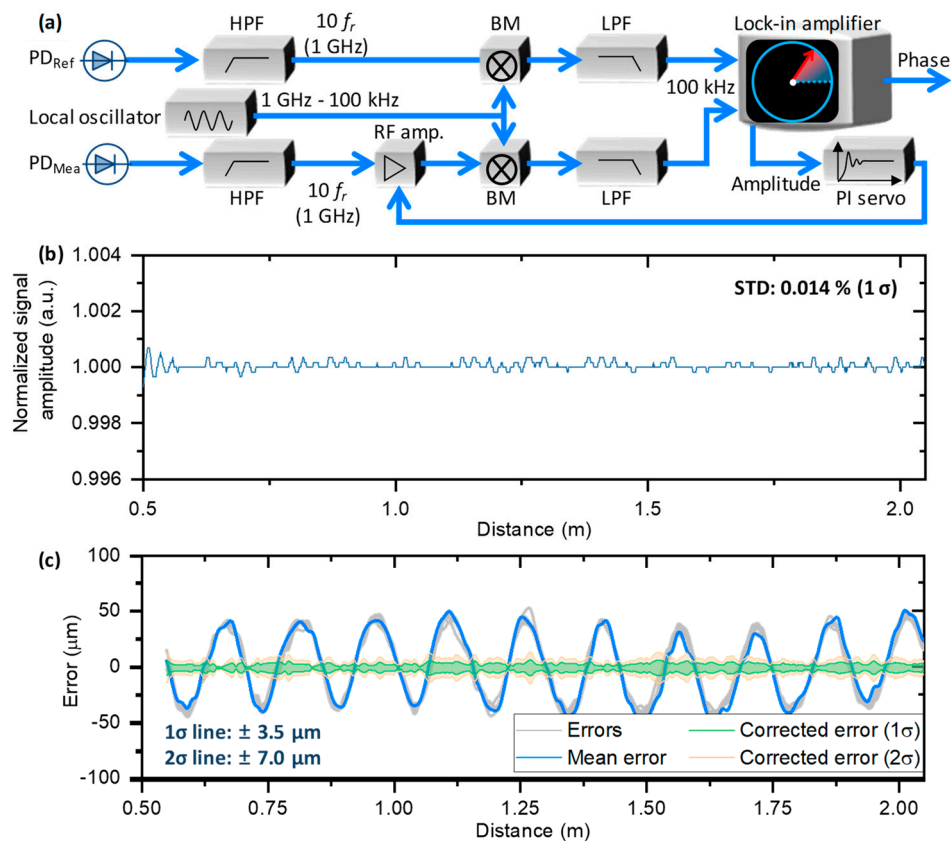 (a)
HPF
10 fr
(1 GHz)
BM
LPF
Lock-in amplifier
PDRef
Phase
100 kHz
Local oscillator
1 GHz - 100 kHz
RF amp.
PDMea
HPF
10 fr
(1 GHz)
BM
LPF
Amplitude
PI servo
(b)
1.004
1.002
1.000
0.998
0.996
Normalized signal
amplitude (a.u.)
STD: 0.014 % (1 σ)
0.5
1.0
1.5
2.0
Distance (m)
(c)
100
50
0
-50
-100
Error (μm)
1σ line: ± 3.5 μm
2σ line: ± 7.0 μm
Errors
Mean error
Corrected error (1σ)
Corrected error (2σ)
0.50
0.75
1.00
1.25
1.50
1.75
2.00
Distance (m)